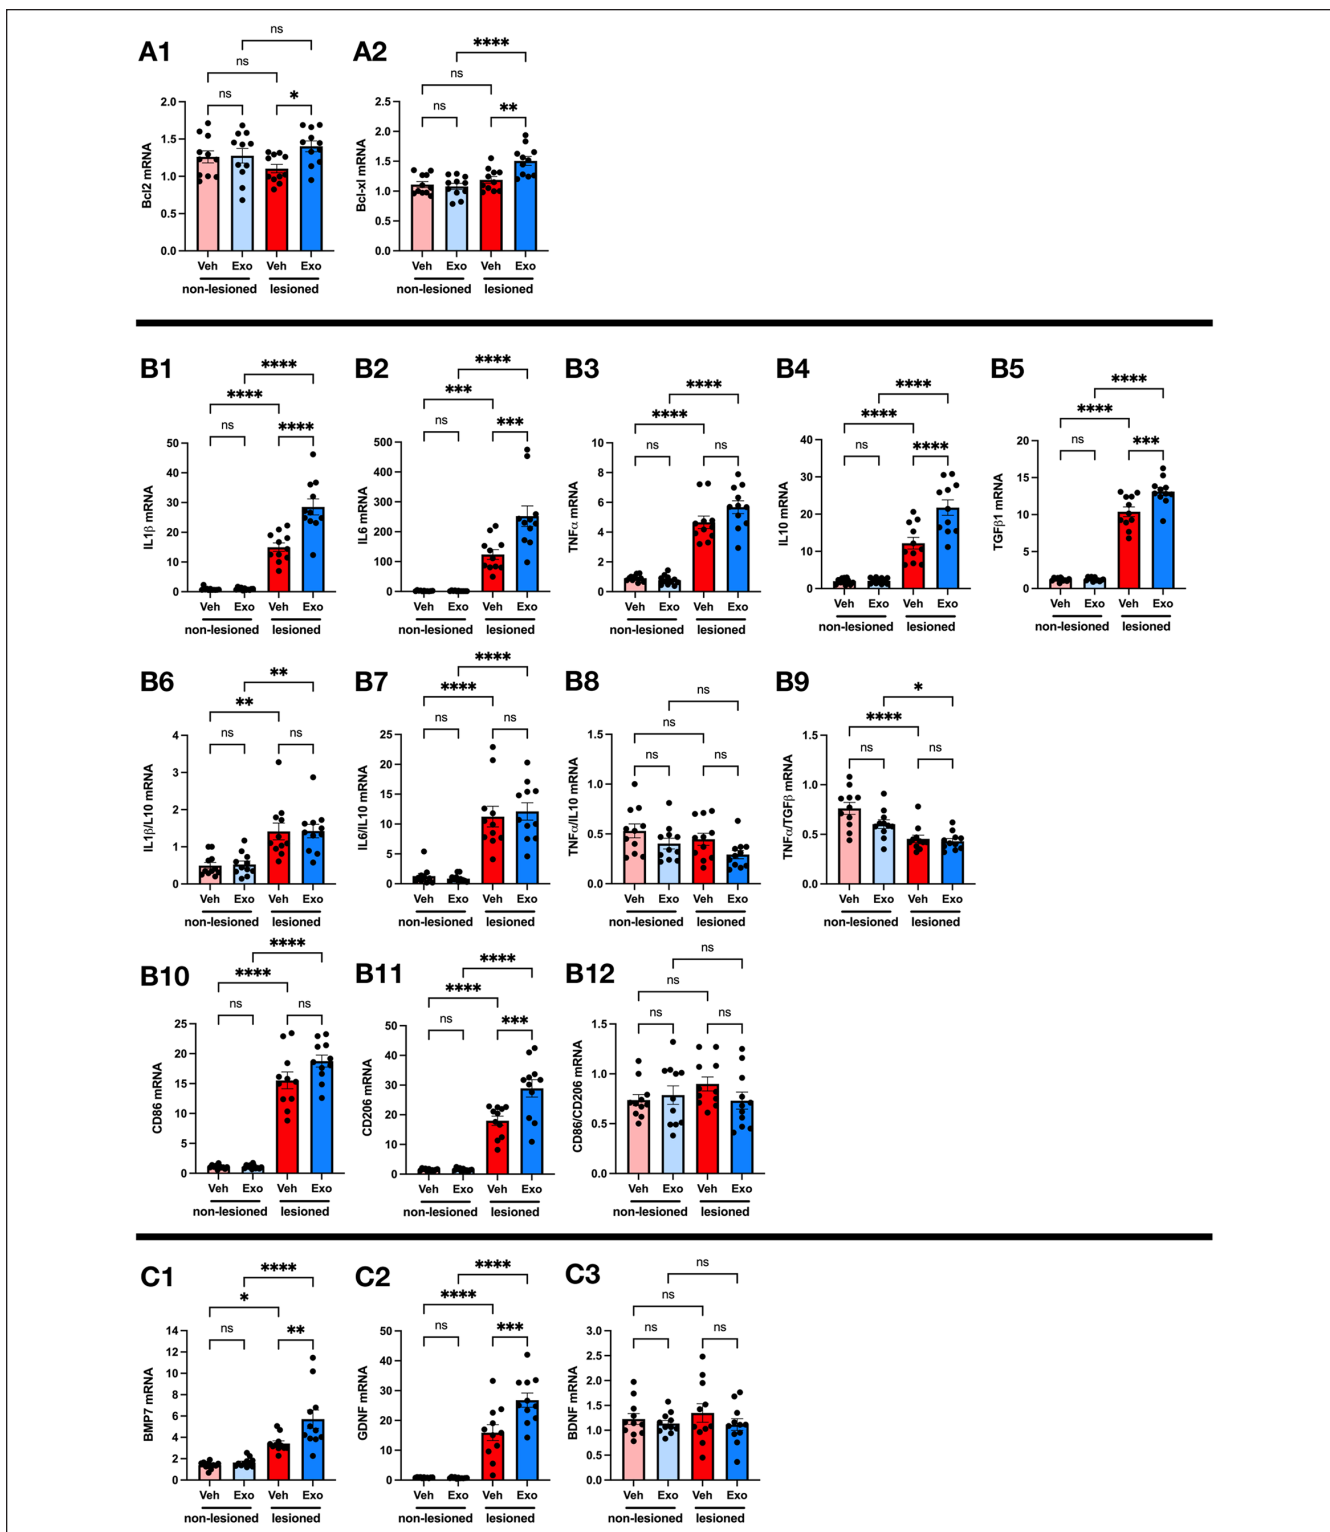 A1
ns
ns
ns
*
Bcl2 mRNA
2.0
1.5
1.0
0.5
0.0
Veh Exo Veh Exo
non-lesioned lesioned
A2
****
ns
ns
**
Bcl-xl mRNA
2.5
2.0
1.5
1.0
0.5
0.0
Veh Exo Veh Exo
non-lesioned lesioned
B1
****
****
ns
****
IL1β mRNA
50
40
30
20
10
0
Veh Exo Veh Exo
non-lesioned lesioned
B2
****
***
ns
***
IL6 mRNA
500
400
300
200
100
0
Veh Exo Veh Exo
non-lesioned lesioned
B3
****
****
ns
ns
TNFα mRNA
10
8
6
4
2
0
Veh Exo Veh Exo
non-lesioned lesioned
B4
****
****
ns
****
IL10 mRNA
40
30
20
10
0
Veh Exo Veh Exo
non-lesioned lesioned
B5
****
****
ns
***
TGFβ1 mRNA
20
15
10
5
0
Veh Exo Veh Exo
non-lesioned lesioned
B6
**
**
ns
ns
IL1β/L10 mRNA
4
3
2
1
0
Veh Exo Veh Exo
non-lesioned lesioned
B7
****
****
ns
ns
IL6/IL10 mRNA
25
20
15
10
5
0
Veh Exo Veh Exo
non-lesioned lesioned
B8
ns
ns
ns
ns
TNFα/IL10 mRNA
1.5
1.0
0.5
0.0
Veh Exo Veh Exo
non-lesioned lesioned
B9
*
****
ns
ns
TNFα/TGFβ mRNA
1.5
1.0
0.5
0.0
Veh Exo Veh Exo
non-lesioned lesioned
B10
****
****
ns
ns
CD86 mRNA
25
20
15
10
5
0
Veh Exo Veh Exo
non-lesioned lesioned
B11
****
****
ns
***
CD206 mRNA
50
40
30
20
10
0
Veh Exo Veh Exo
non-lesioned lesioned
B12
ns
ns
ns
ns
CD86/CD206 mRNA
1.5
1.0
0.5
0.0
Veh Exo Veh Exo
non-lesioned lesioned
C1
****
*
ns
**
BMP7 mRNA
14
12
10
8
6
4
2
0
Veh Exo Veh Exo
non-lesioned lesioned
C2
****
****
ns
***
GDNF mRNA
50
40
30
20
10
0
Veh Exo Veh Exo
non-lesioned lesioned
C3
ns
ns
ns
ns
BDNF mRNA
3.0
2.5
2.0
1.5
1.0
0.5
0.0
Veh Exo Veh Exo
non-lesioned lesioned